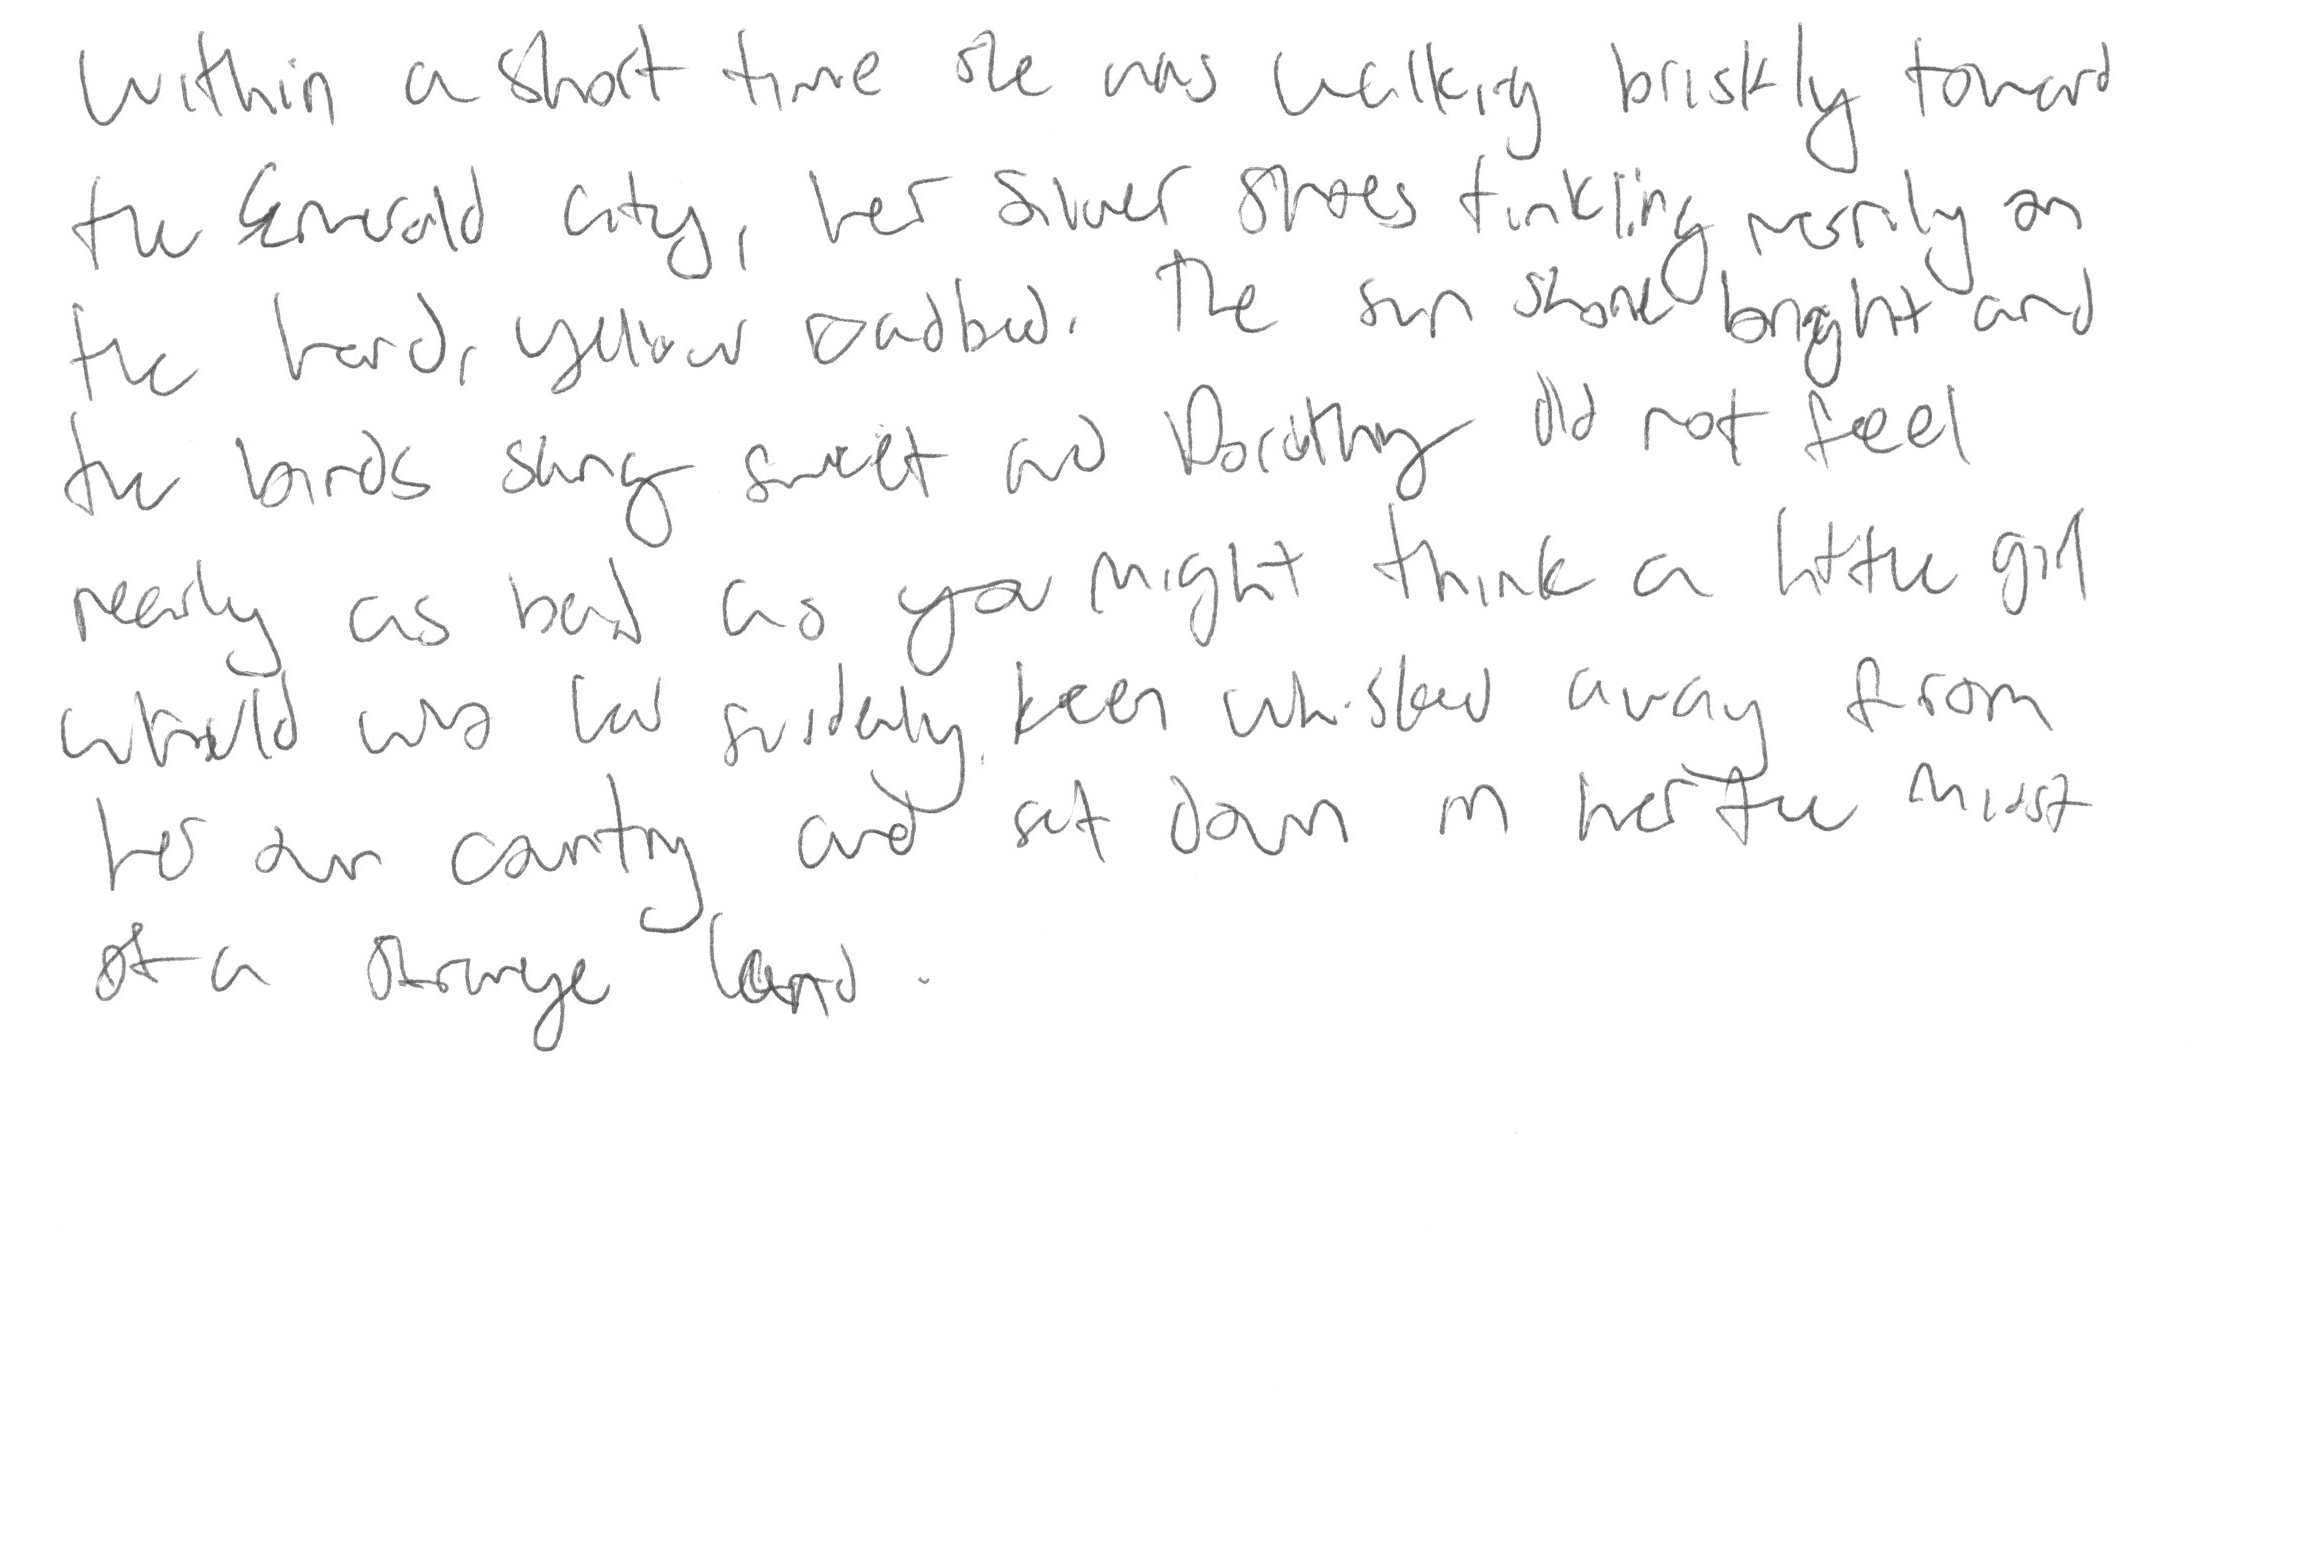 Within a short time she was walking briskly toward
the Emerald City, her silver shoes tinkling merrily on
the hard, yellow roadbed. The sun shone bright and
the birds sang sweet and Dorothy did not feel
nearly as bad as you might think a little girl
would who had suddenly been whisked away from
her own country and set down in her the midst
of a strange land.